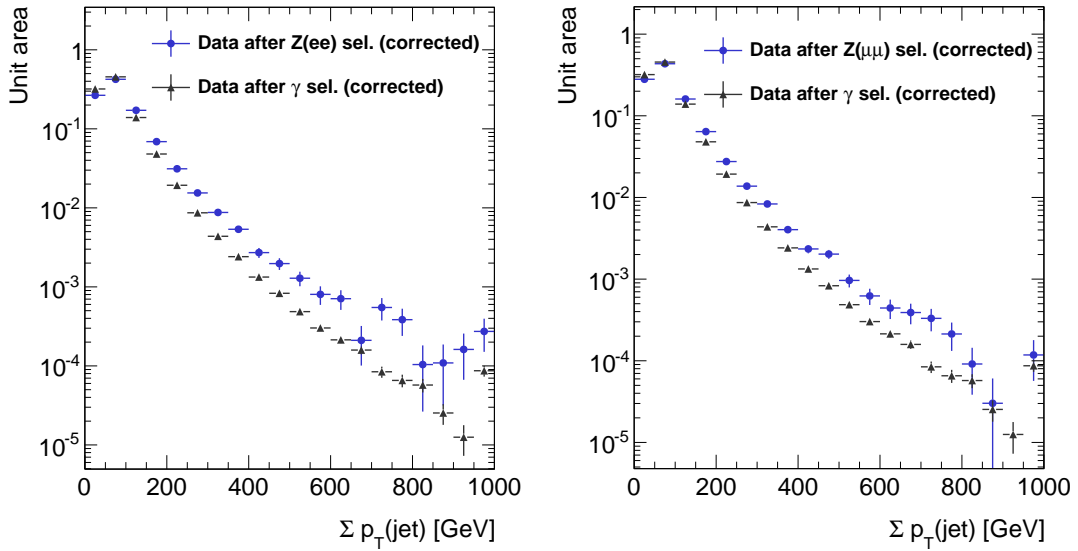 Unit area
Data after Z(ee) sel. (corrected)
Data after γ sel. (corrected)
1
10⁻¹
10⁻²
10⁻³
10⁻⁴
10⁻⁵
0 200 400 600 800 1000
Σ p_T(jet) [GeV]
Unit area
Data after Z(μμ) sel. (corrected)
Data after γ sel. (corrected)
1
10⁻¹
10⁻²
10⁻³
10⁻⁴
10⁻⁵
0 200 400 600 800 1000
Σ p_T(jet) [GeV]